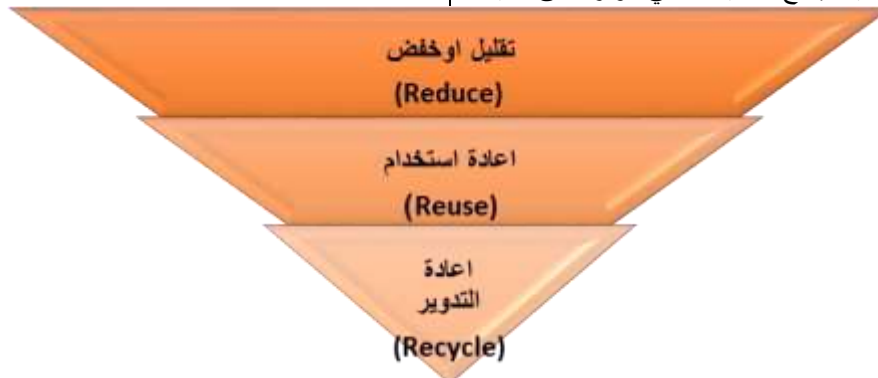 تقليل اوخفض
(Reduce)
اعادة استخدام
(Reuse)
اعادة
التدوير
(Recycle)